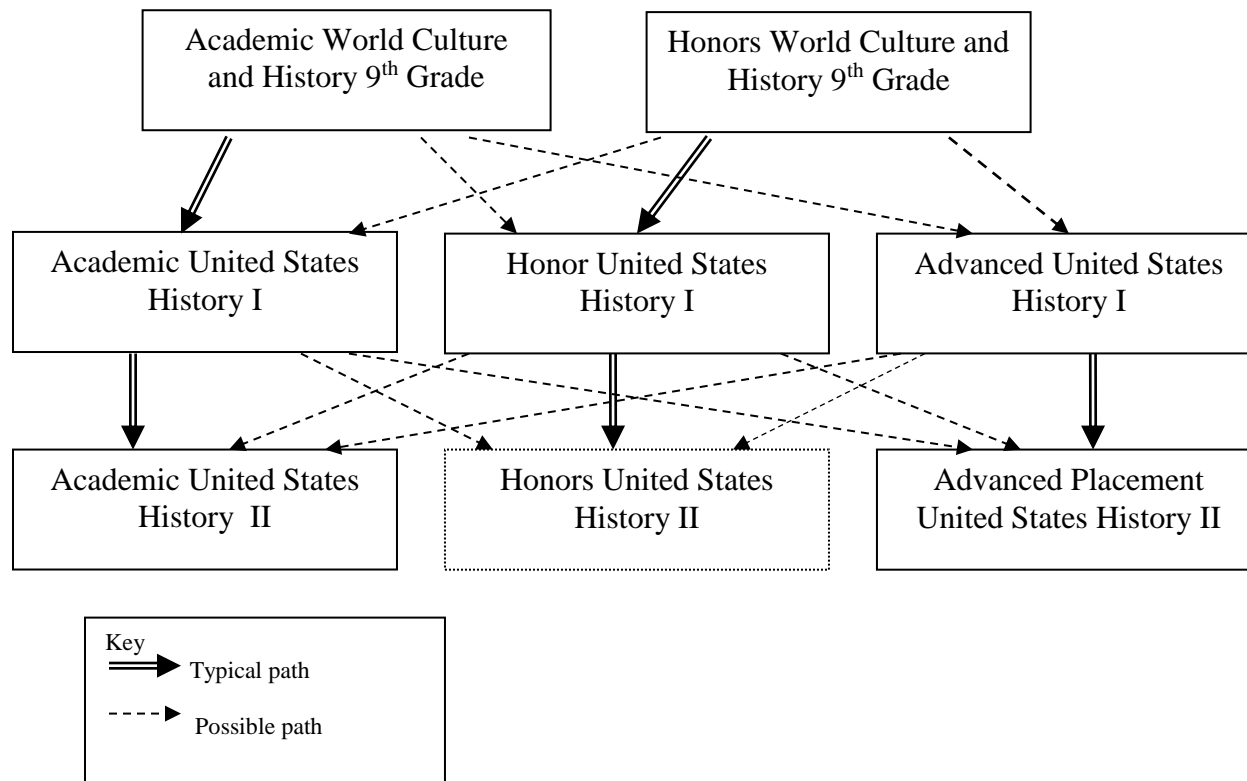 Academic World Culture
and History 9th Grade
Honors World Culture and
History 9th Grade
Academic United States
History I
Honor United States
History I
Advanced United States
History I
Academic United States
History  II
Honors United States
History II
Advanced Placement
United States History II
Key
Typical path
Possible path